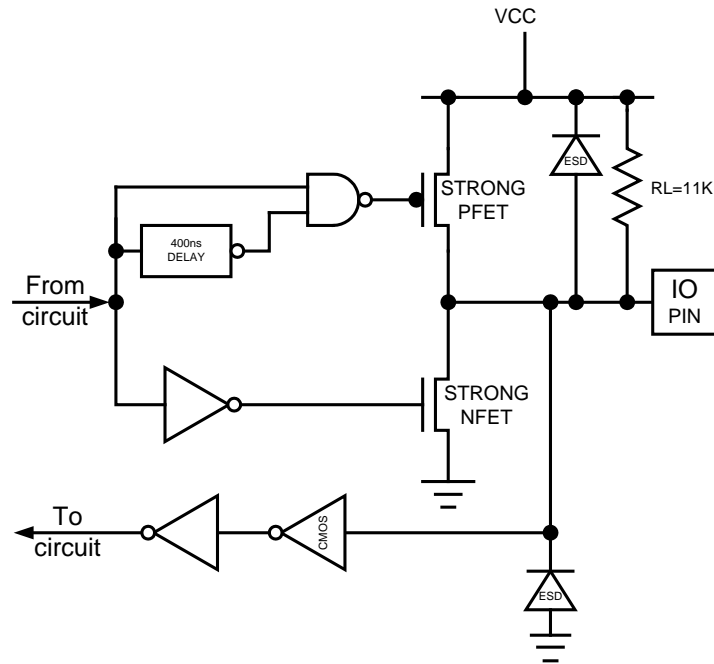 VCC
ESD
RL=11K
STRONG
PFET
400ns
DELAY
From
circuit
IO
PIN
STRONG
NFET
To
circuit
CMOS
ESD